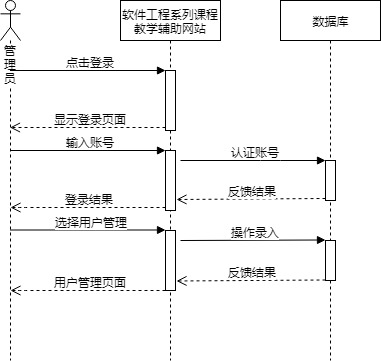 软件工程系列课程
教学辅助网站
数据库
管理员
点击登录
显示登录页面
输入账号
认证账号
反馈结果
登录结果
选择用户管理
操作录入
反馈结果
用户管理页面